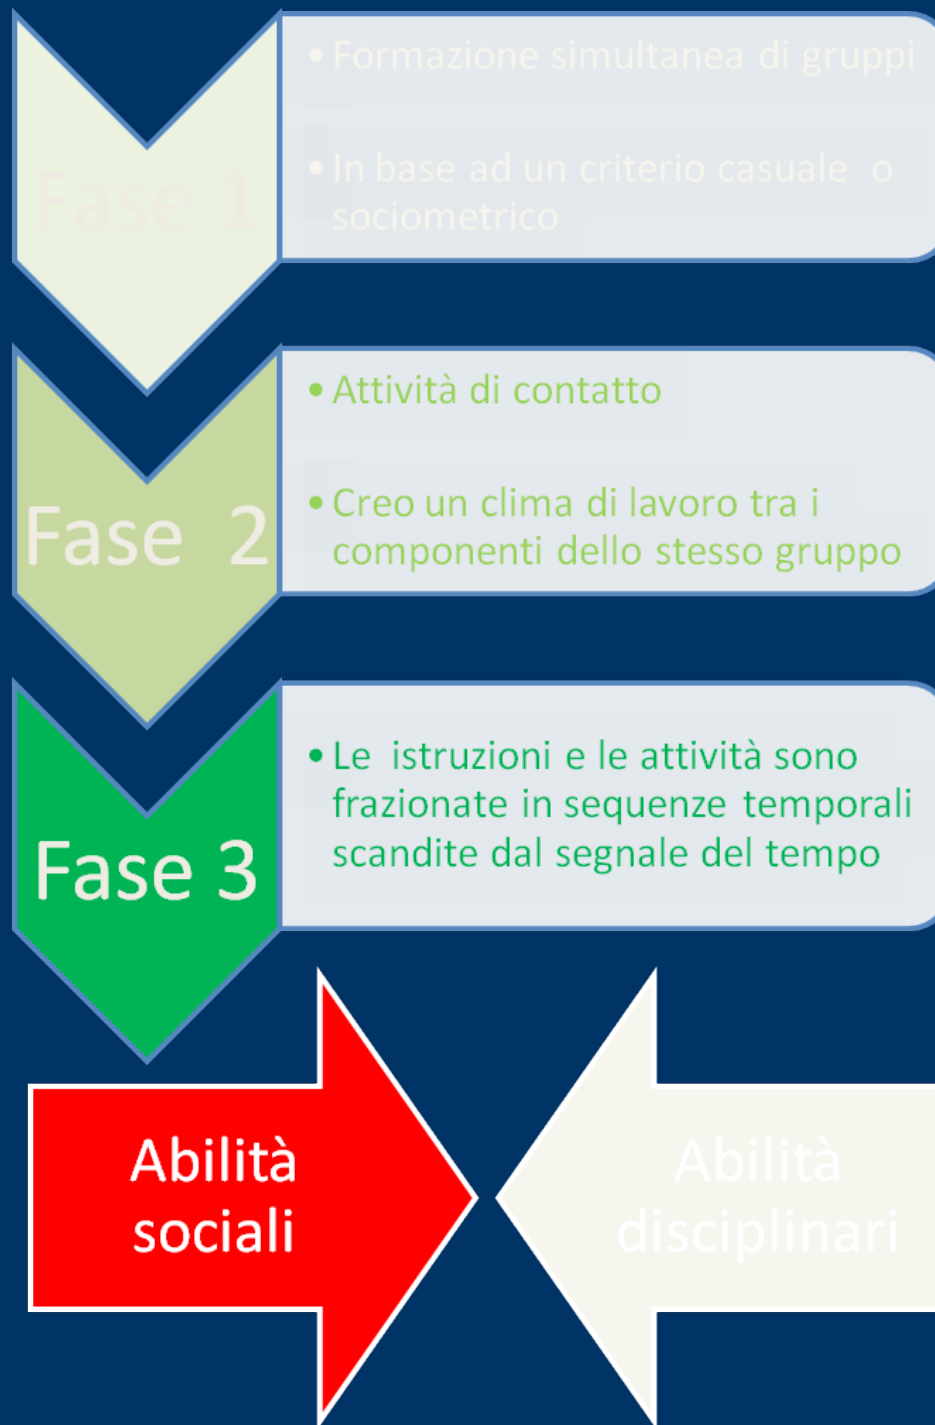 Fase 1
• Formazione simultanea di gruppi
• In base ad un criterio casuale o
sociometrico
Fase 2
• Attività di contatto
• Creo un clima di lavoro tra i
componenti dello stesso gruppo
Fase 3
• Le istruzioni e le attività sono
frazionate in sequenze temporali
scandite dal segnale del tempo
Abilità
sociali
Abilità
disciplinari